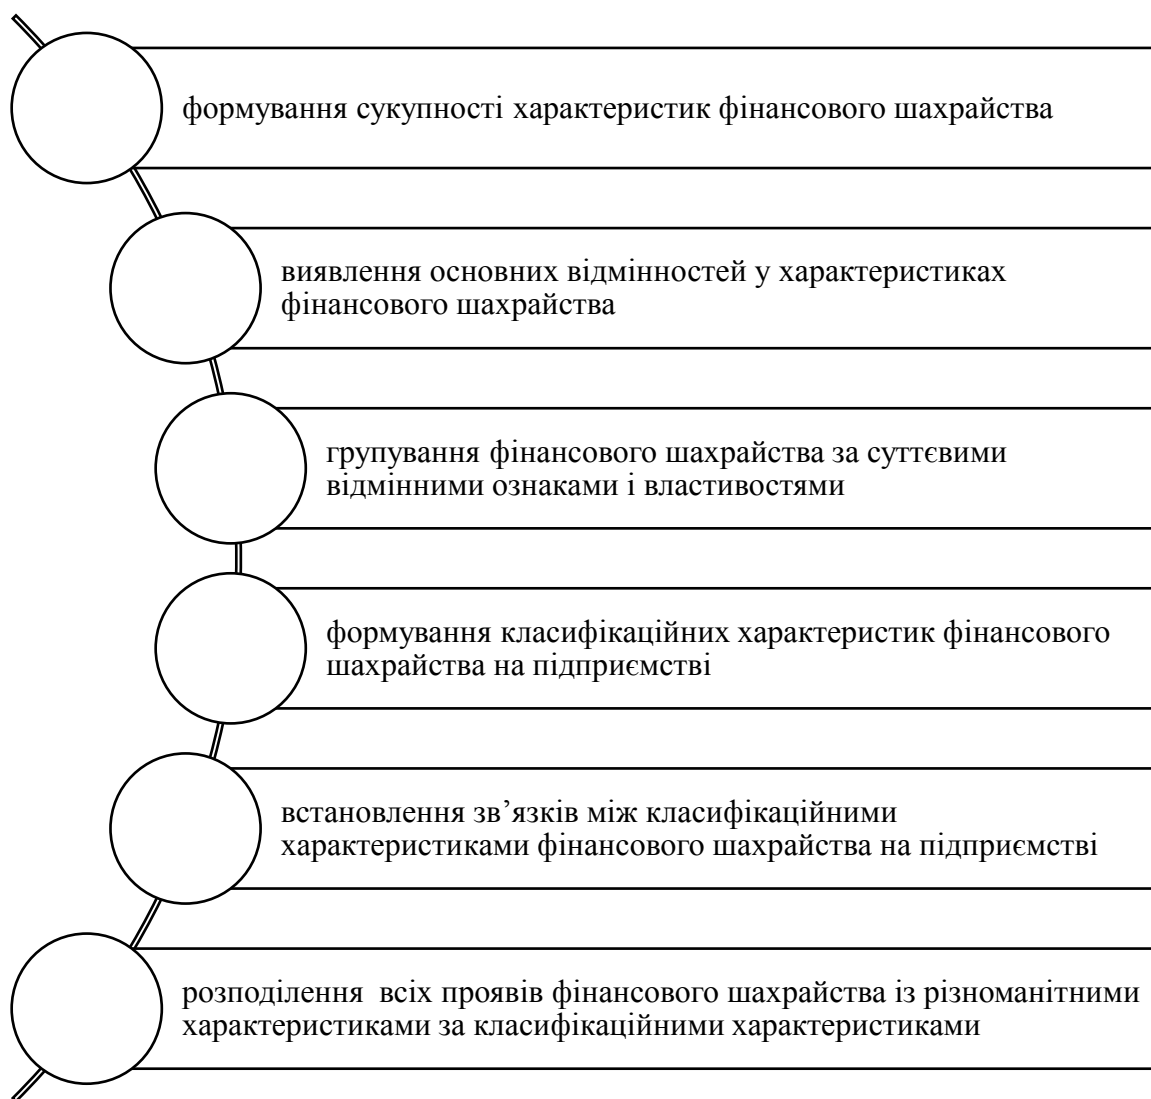 формування сукупності характеристик фінансового шахрайства
виявлення основних відмінностей у характеристиках
фінансового шахрайства
групування фінансового шахрайства за суттєвими
відмінними ознаками і властивостями
формування класифікаційних характеристик фінансового
шахрайства на підприємстві
встановлення зв’язків між класифікаційними
характеристиками фінансового шахрайства на підприємстві
розподілення  всіх проявів фінансового шахрайства із різноманітними
характеристиками за класифікаційними характеристиками